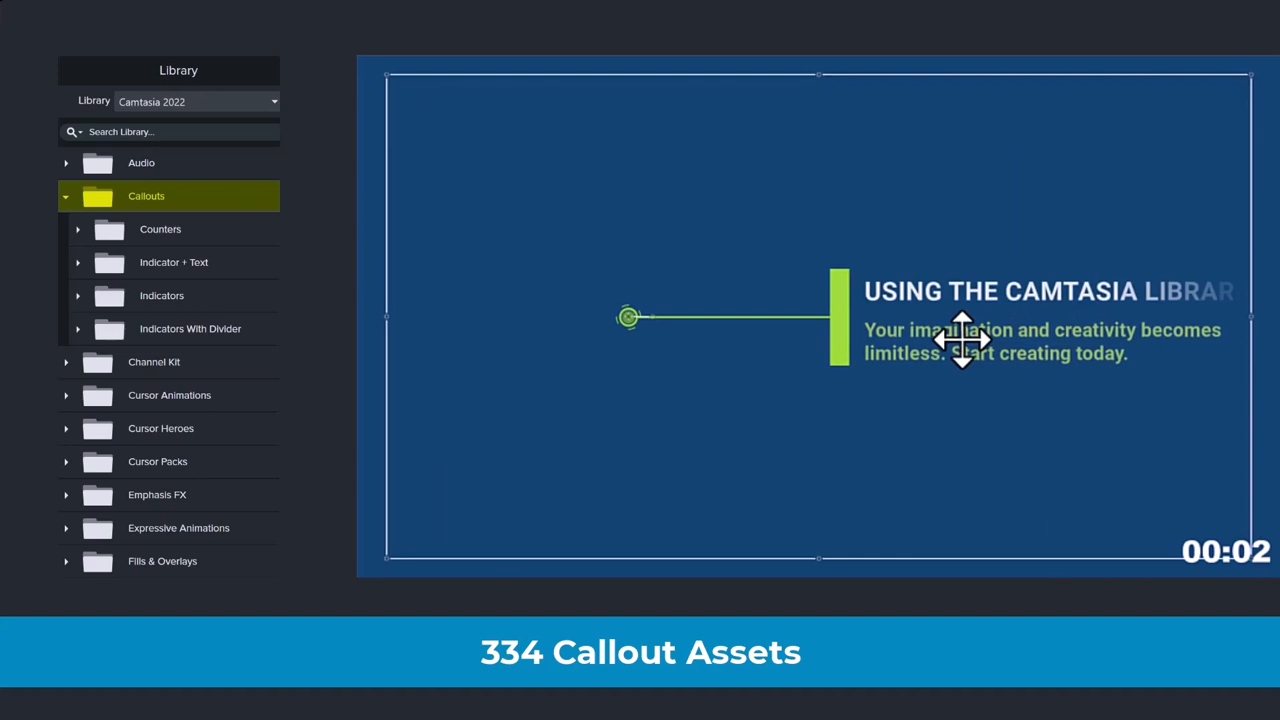 Library
Library Camtasia 2022
Search Library...
Audio
Callouts
Counters
Indicator + Text
Indicators
Indicators With Divider
Channel Kit
Cursor Animations
Cursor Heroes
Cursor Packs
Emphasis FX
Expressive Animations
Fills & Overlays
USING THE CAMTASIA LIBRAR
Your imagination and creativity becomes
limitless. Start creating today.
00:02
334 Callout Assets